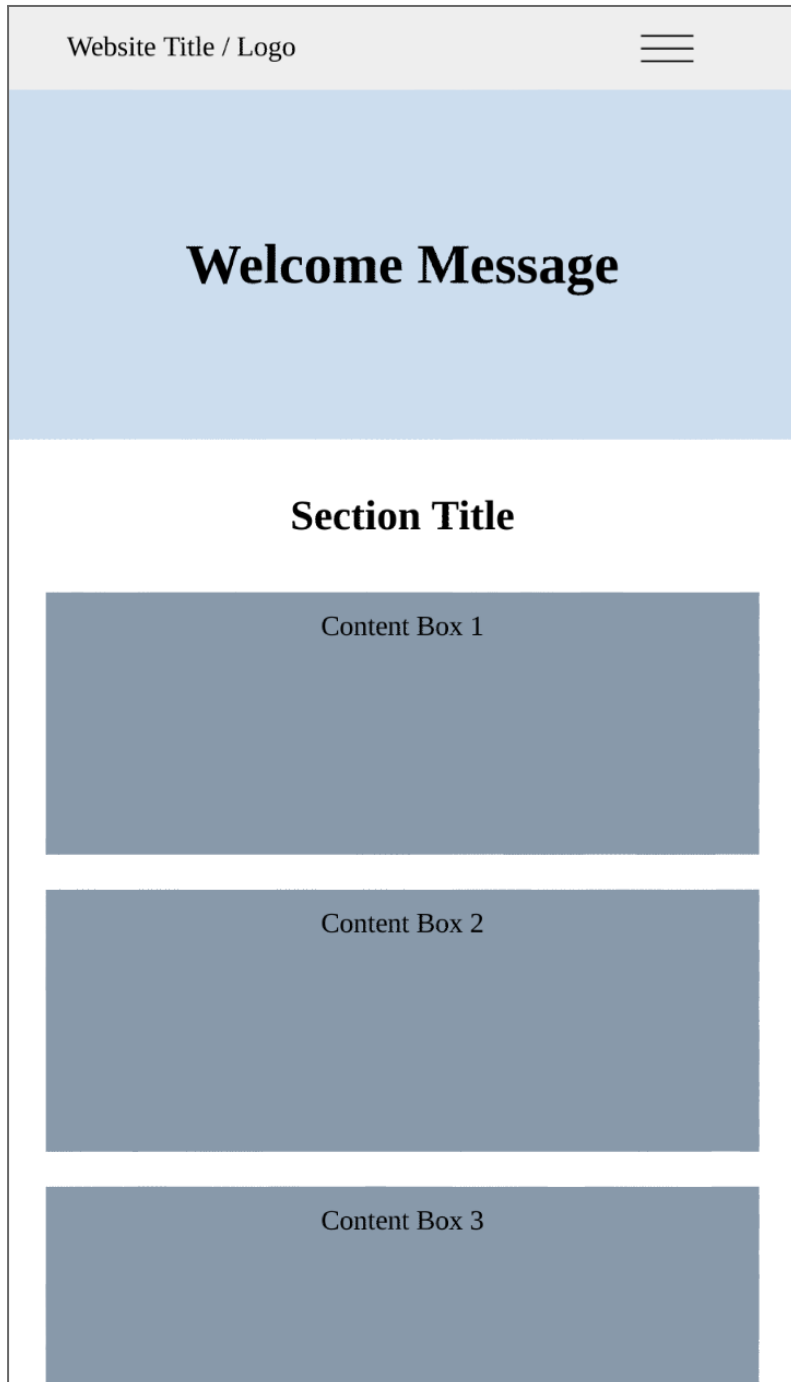 Website Title / Logo
Welcome Message
Section Title
Content Box 1
Content Box 2
Content Box 3